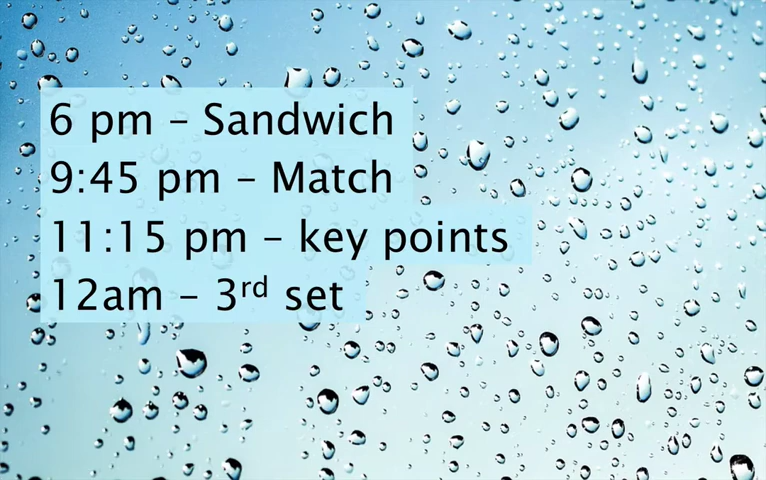 6 pm – Sandwich
9:45 pm – Match
11:15 pm – key points
12am – 3rd set